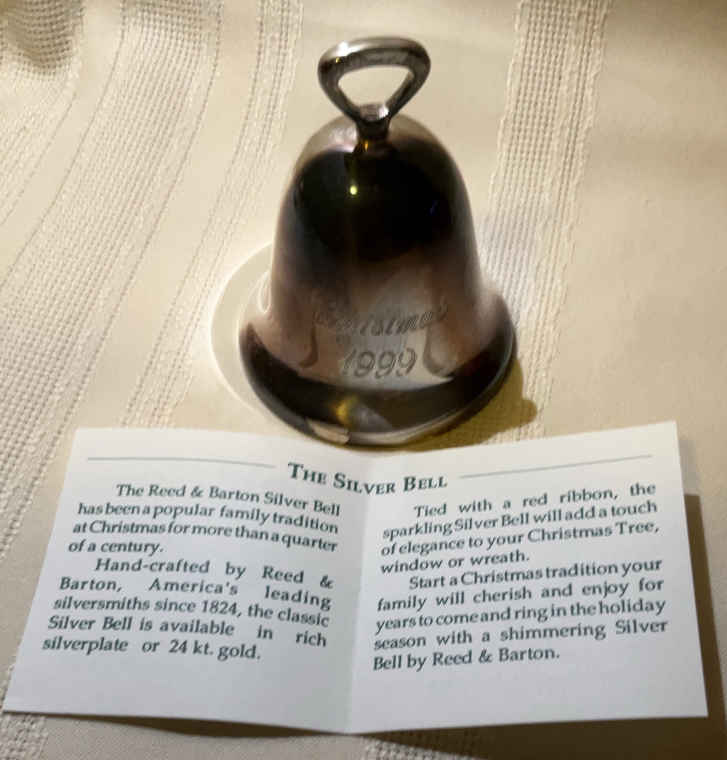 Christmas
1999
THE SILVER BELL
The Reed & Barton Silver Bell
has been a popular family tradition
at Christmas for more than a quarter
of a century.
Hand-crafted by Reed &
Barton, America's leading
silversmiths since 1824, the classic
Silver Bell is available in rich
silverplate or 24 kt. gold.
Tied with a red ribbon, the
sparkling Silver Bell will add a touch
of elegance to your Christmas Tree,
window or wreath.
Start a Christmas tradition your
family will cherish and enjoy for
years to come and ring in the holiday
season with a shimmering Silver
Bell by Reed & Barton.